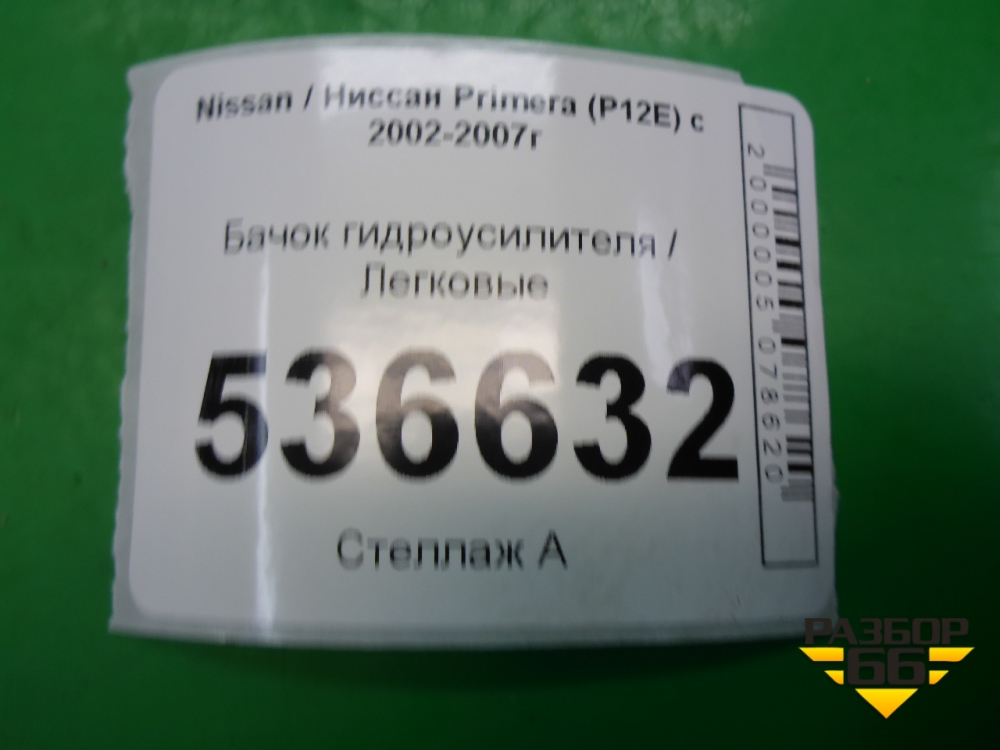 Nissan / Ниссан Primera (P12E) с
2002-2007г
Бачок гидроусилителя /
Легковые
536632
Стеллаж А
2000005078620
РАЗБОР
66